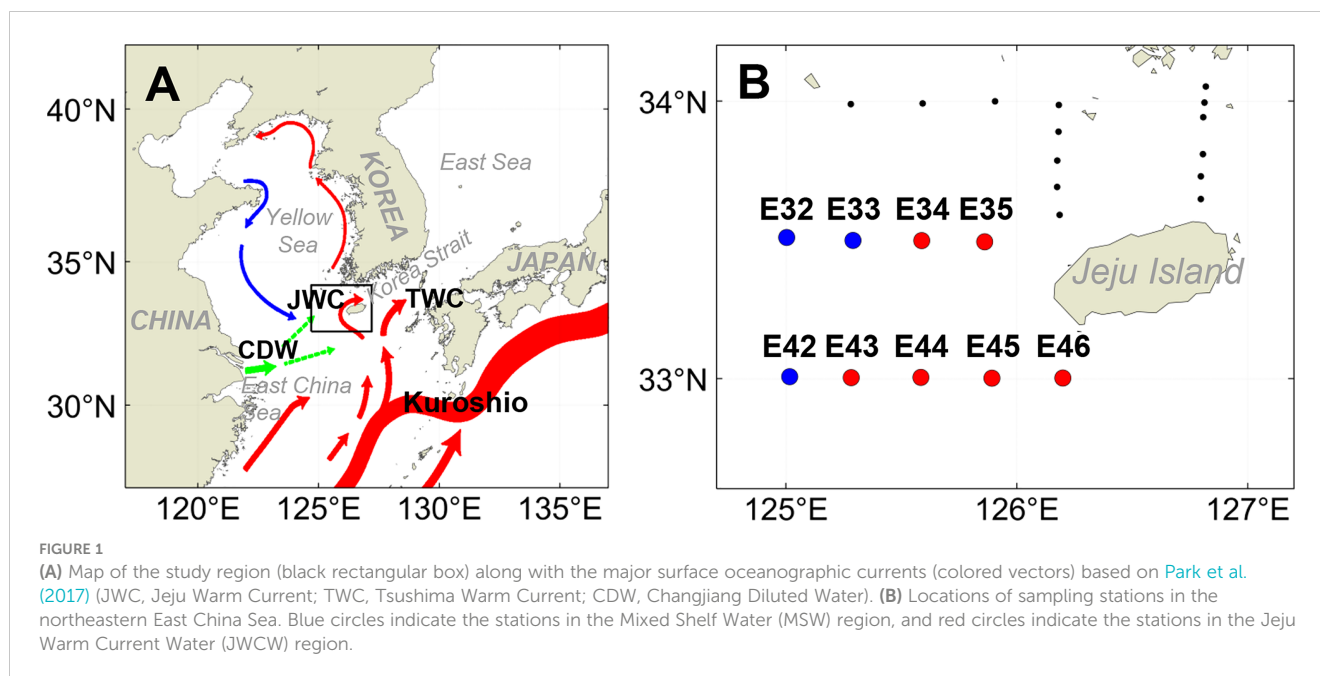 A
40°N
East Sea
KOREA
Yellow
Sea
Korea Strait
35°N
JAPAN
JWC
TWC
CHINA
CDW
East China
Sea
30°N
Kuroshio
120°E
125°E
130°E
135°E
B
34°N
E32
E33
E34
E35
Jeju Island
E42
E43
E44
E45
E46
33°N
125°E
126°E
127°E
FIGURE 1
(A) Map of the study region (black rectangular box) along with the major surface oceanographic currents (colored vectors) based on Park et al.
(2017) (JWC, Jeju Warm Current; TWC, Tsushima Warm Current; CDW, Changjiang Diluted Water). (B) Locations of sampling stations in the
northeastern East China Sea. Blue circles indicate the stations in the Mixed Shelf Water (MSW) region, and red circles indicate the stations in the Jeju
Warm Current Water (JWCW) region.